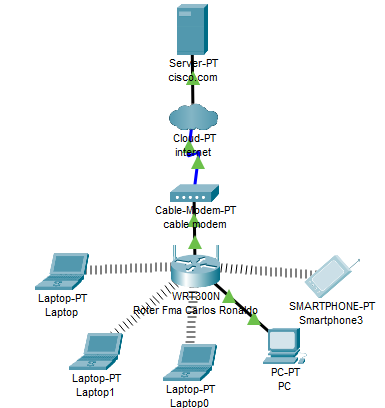 Server-PT
cisco.com
Cloud-PT
internet
Cable-Modem-PT
cable modem
WRT300N
Roter Fma Carlos Ronaldo
Laptop-PT
Laptop
SMARTPHONE-PT
Smartphone3
Laptop-PT
Laptop1
Laptop-PT
Laptop0
PC-PT
PC